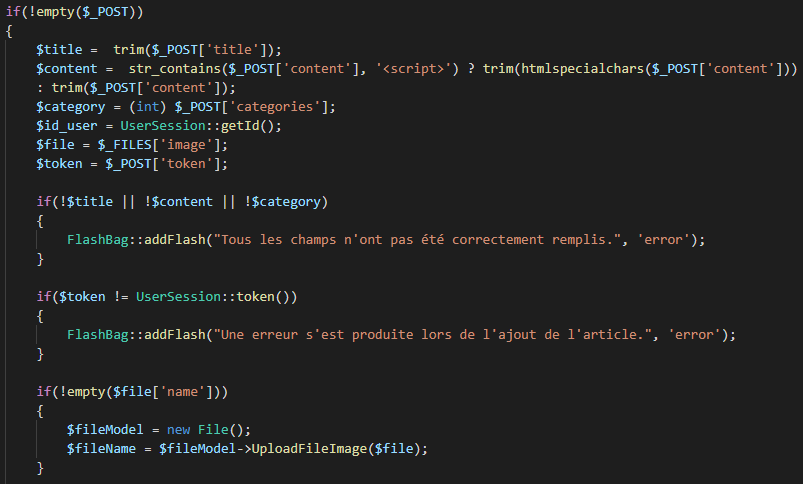 if(!empty($_POST))
{
    $title =  trim($_POST['title']);
    $content =  str_contains($_POST['content'], '<script>') ? trim(htmlspecialchars($_POST['content']))
    : trim($_POST['content']);
    $category = (int) $_POST['categories'];
    $id_user = UserSession::getId();
    $file = $_FILES['image'];
    $token = $_POST['token'];

    if(!$title || !$content || !$category)
    {
        FlashBag::addFlash("Tous les champs n'ont pas été correctement remplis.", 'error');
    }

    if($token != UserSession::token())
    {
        FlashBag::addFlash("Une erreur s'est produite lors de l'ajout de l'article.", 'error');
    }

    if(!empty($file['name']))
    {
        $fileModel = new File();
        $fileName = $fileModel->UploadFileImage($file);
    }